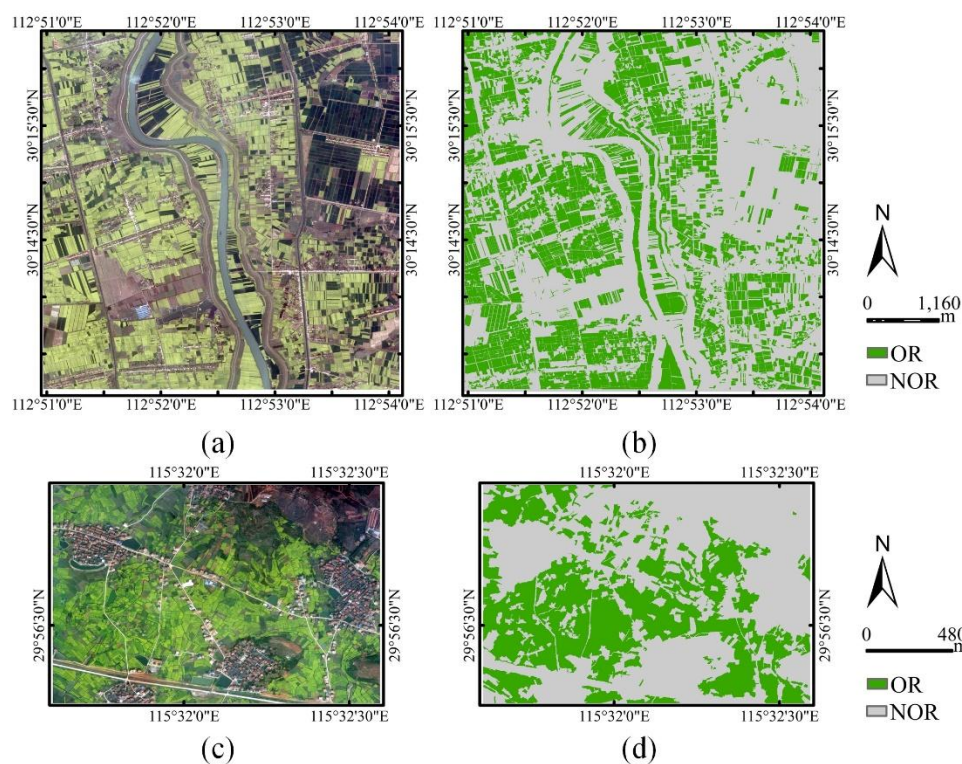 112°51'0"E 112°52'0"E 112°53'0"E 112°54'0"E 112°51'0"E 112°52'0"E 112°53'0"E 112°54'0"E
30°15'30"N 30°15'30"N 30°15'30"N 30°15'30"N
30°14'30"N 30°14'30"N 30°14'30"N 30°14'30"N
N
0 1,160
m
OR
NOR
112°51'0"E 112°52'0"E 112°53'0"E 112°54'0"E 112°51'0"E 112°52'0"E 112°53'0"E 112°54'0"E
(a) (b)
115°32'0"E 115°32'30"E 115°32'0"E 115°32'30"E
N
29°56'30"N 29°56'30"N 29°56'30"N 29°56'30"N
0 480
m
OR
NOR
115°32'0"E 115°32'30"E 115°32'0"E 115°32'30"E
(c) (d)